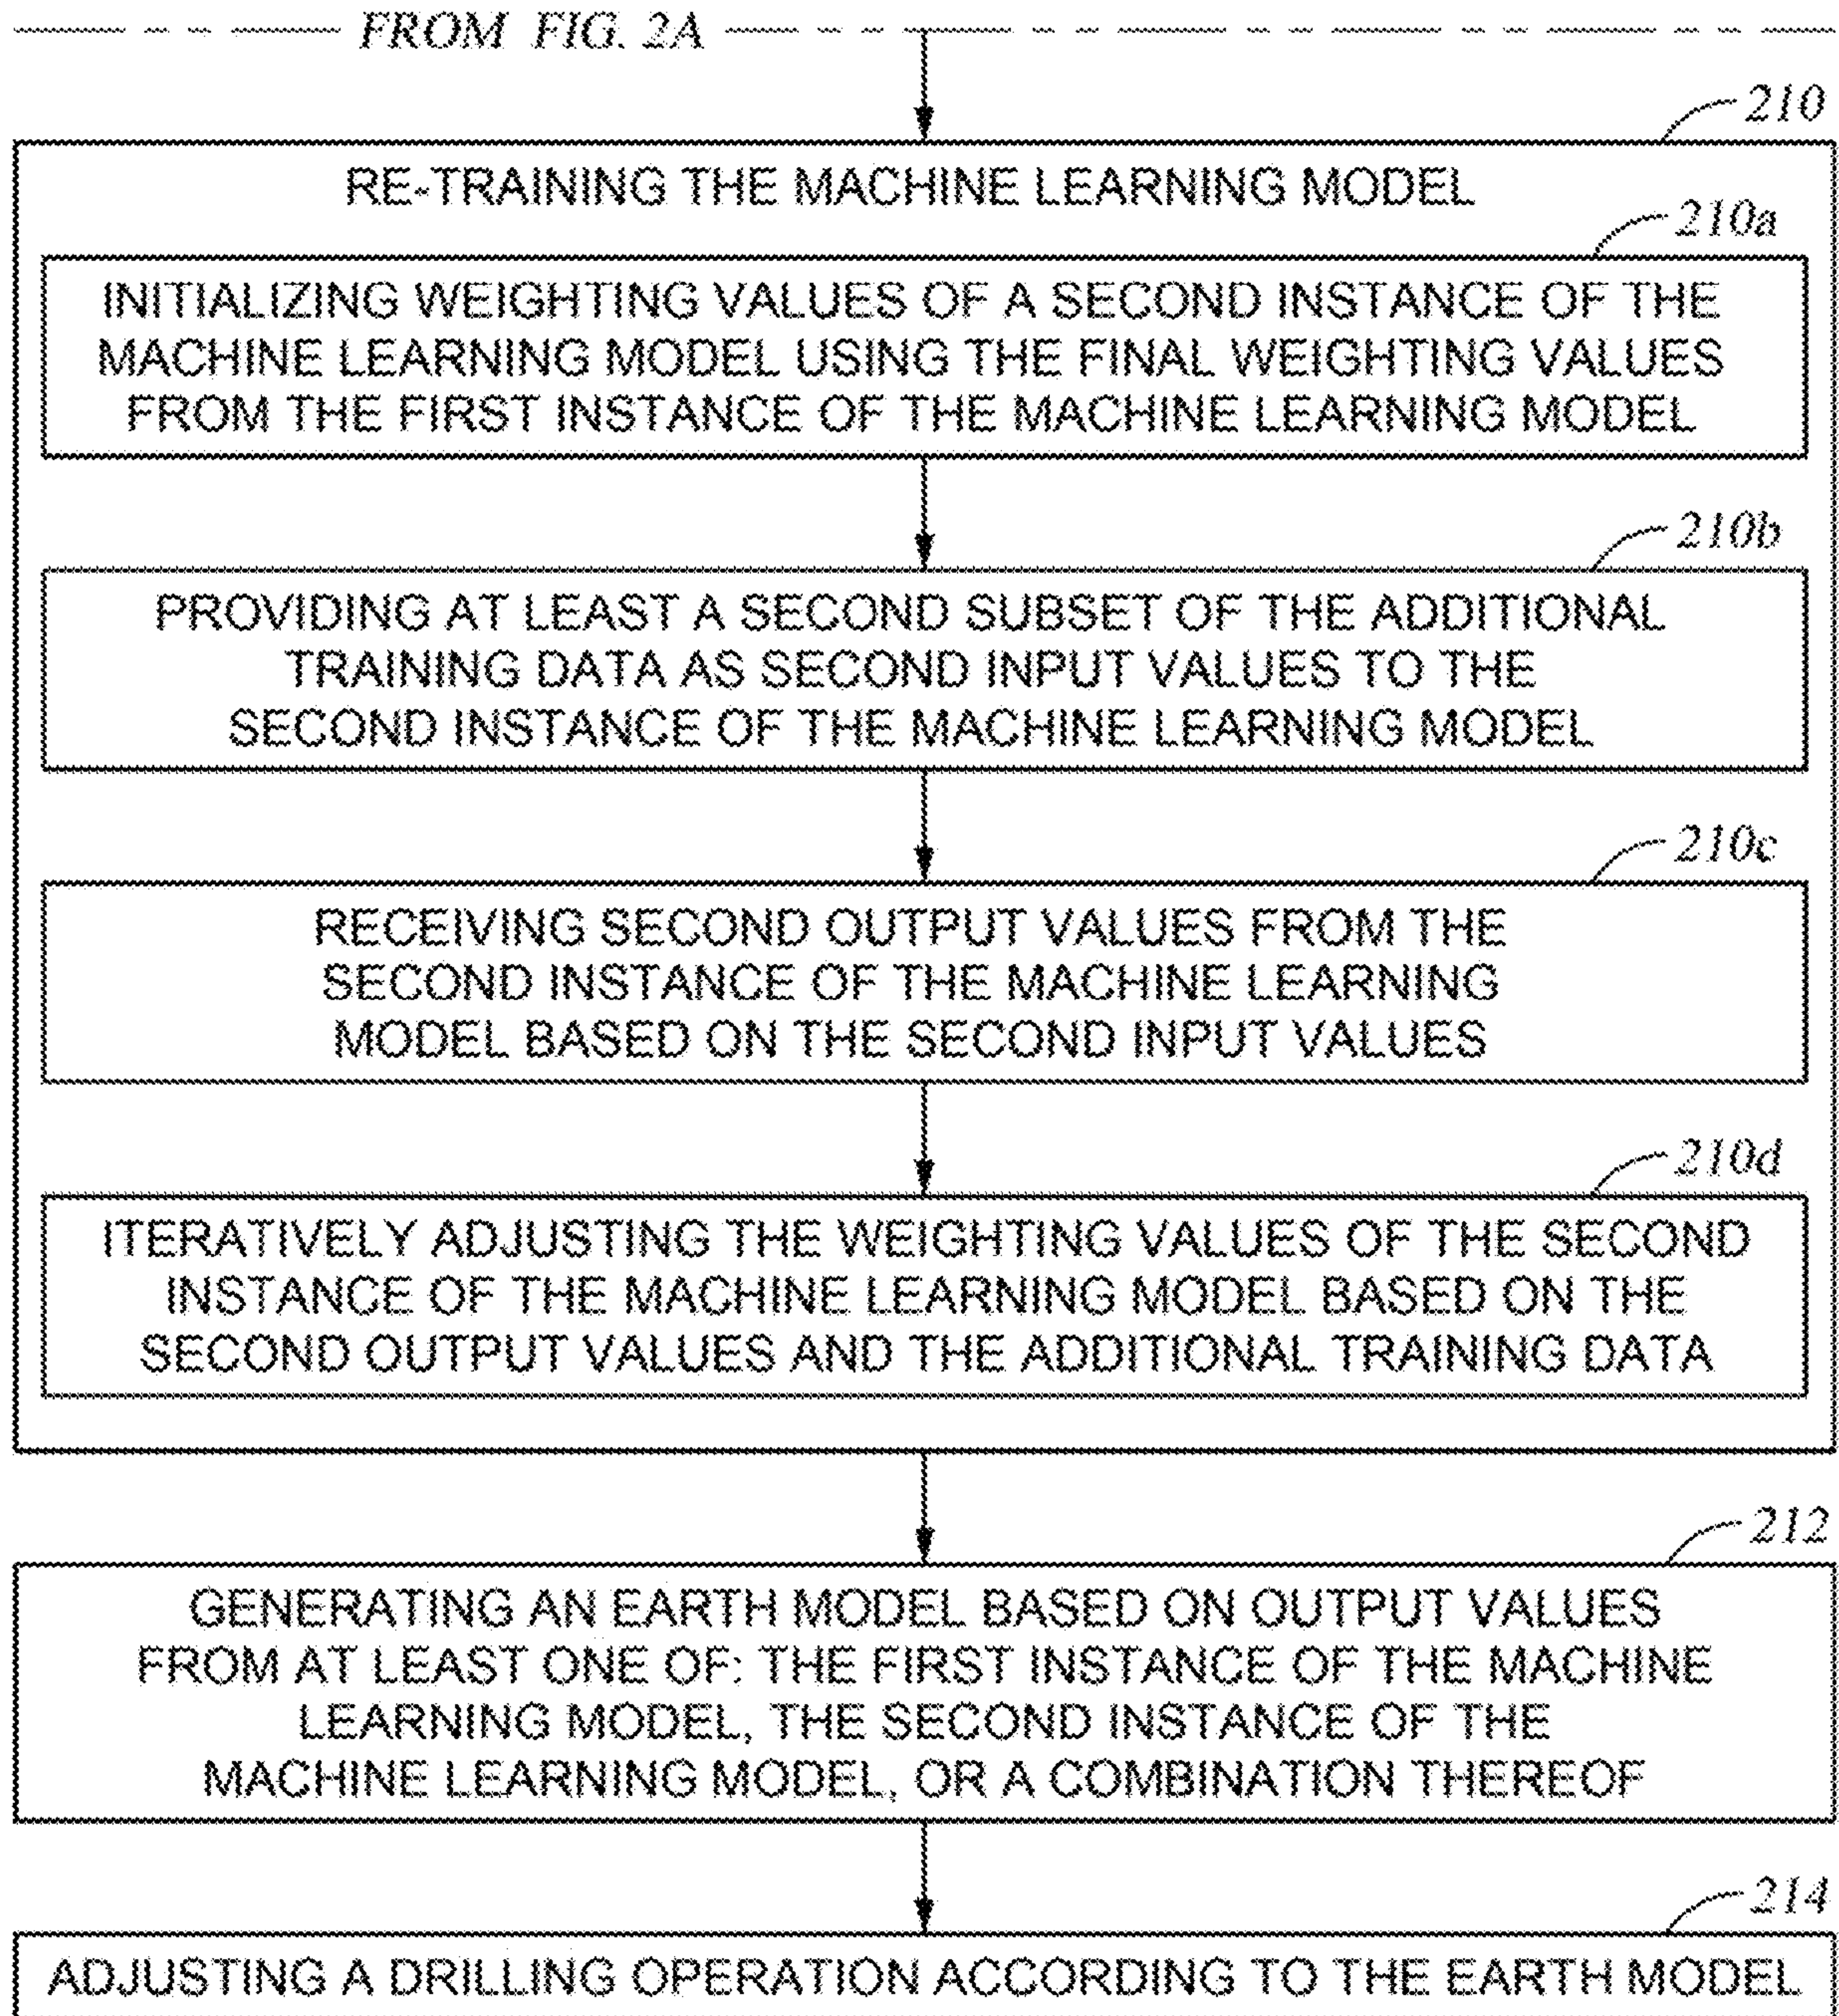 FROM FIG. 2A
210
RE-TRAINING THE MACHINE LEARNING MODEL
210a
INITIALIZING WEIGHTING VALUES OF A SECOND INSTANCE OF THE
MACHINE LEARNING MODEL USING THE FINAL WEIGHTING VALUES
FROM THE FIRST INSTANCE OF THE MACHINE LEARNING MODEL
210b
PROVIDING AT LEAST A SECOND SUBSET OF THE ADDITIONAL
TRAINING DATA AS SECOND INPUT VALUES TO THE
SECOND INSTANCE OF THE MACHINE LEARNING MODEL
210c
RECEIVING SECOND OUTPUT VALUES FROM THE
SECOND INSTANCE OF THE MACHINE LEARNING
MODEL BASED ON THE SECOND INPUT VALUES
210d
ITERATIVELY ADJUSTING THE WEIGHTING VALUES OF THE SECOND
INSTANCE OF THE MACHINE LEARNING MODEL BASED ON THE
SECOND OUTPUT VALUES AND THE ADDITIONAL TRAINING DATA
212
GENERATING AN EARTH MODEL BASED ON OUTPUT VALUES
FROM AT LEAST ONE OF: THE FIRST INSTANCE OF THE MACHINE
LEARNING MODEL, THE SECOND INSTANCE OF THE
MACHINE LEARNING MODEL, OR A COMBINATION THEREOF
214
ADJUSTING A DRILLING OPERATION ACCORDING TO THE EARTH MODEL